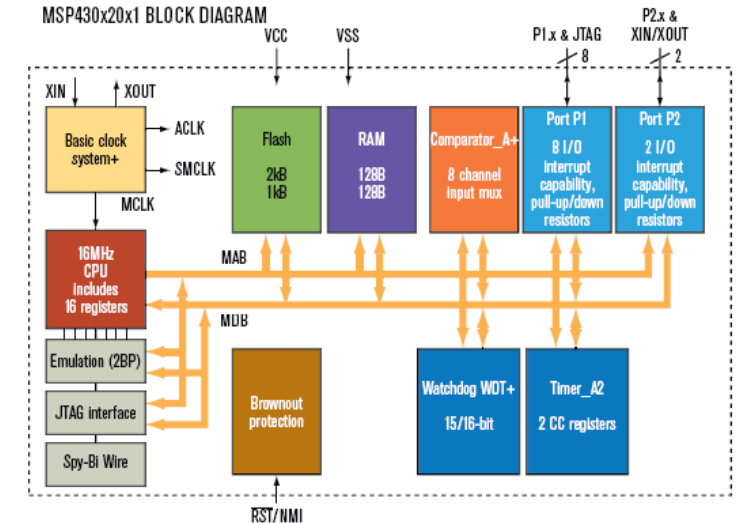 MSP430x20x1 BLOCK DIAGRAM
VCC
VSS
P1.x & JTAG
8
P2.x &
XIN/XOUT
2
XIN
XOUT
Basic clock
system+
ACLK
SMCLK
MCLK
Flash
2kB
1kB
RAM
128B
128B
Comparator_A+
8 channel
input mux
Port P1
8 I/O
interrupt
capability,
pull-up/down
resistors
Port P2
2 I/O
interrupt
capability,
pull-up/down
resistors
16MHz
CPU
includes
16 registers
MAB
MDB
Emulation (2BP)
JTAG interface
Spy-Bi Wire
Brownout
protection
RST/NMI
Watchdog WDT+
15/16-bit
Timer_A2
2 CC registers